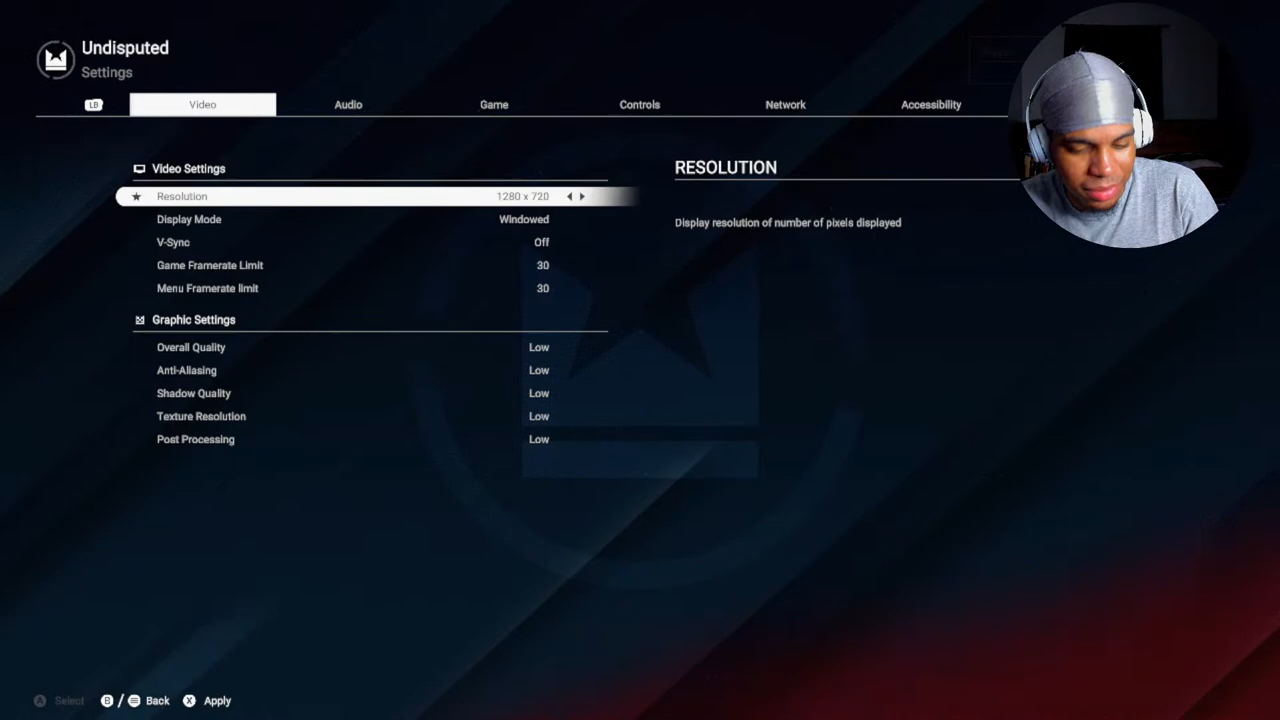 Undisputed
Settings
LB Video Audio Game Controls Network Accessibility
Video Settings
Resolution 1280 x 720
Display Mode Windowed
V-Sync Off
Game Framerate Limit 30
Menu Framerate limit 30
Graphic Settings
Overall Quality Low
Anti-Aliasing Low
Shadow Quality Low
Texture Resolution Low
Post Processing Low
RESOLUTION
Display resolution of number of pixels displayed
A Select B / Back X Apply